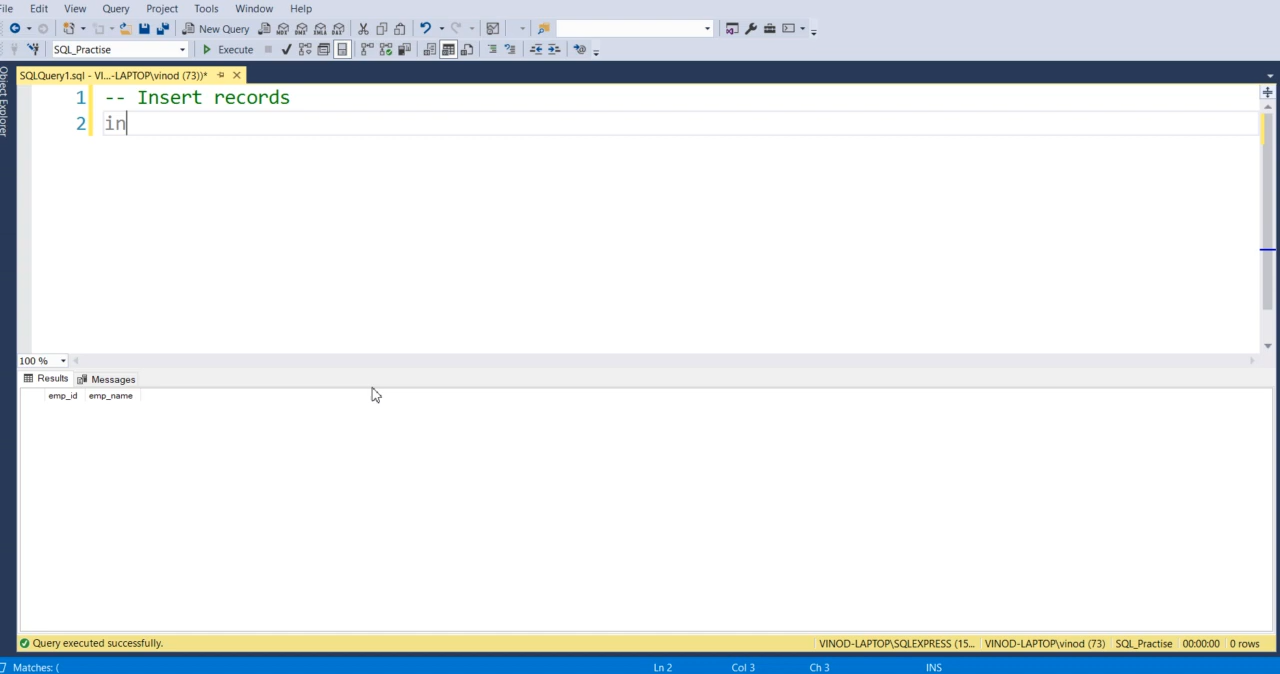 File Edit View Query Project Tools Window Help
New Query
SQL_Practise Execute
Object Explorer
SQLQuery1.sql - VI...-LAPTOP\vinod (73))*
1 -- Insert records
2 in
100 %
Results Messages
emp_id emp_name
Query executed successfully. VINOD-LAPTOP\SQLEXPRESS (15... VINOD-LAPTOP\vinod (73) SQL_Practise 00:00:00 0 rows
Matches: ( Ln 2 Col 3 Ch 3 INS